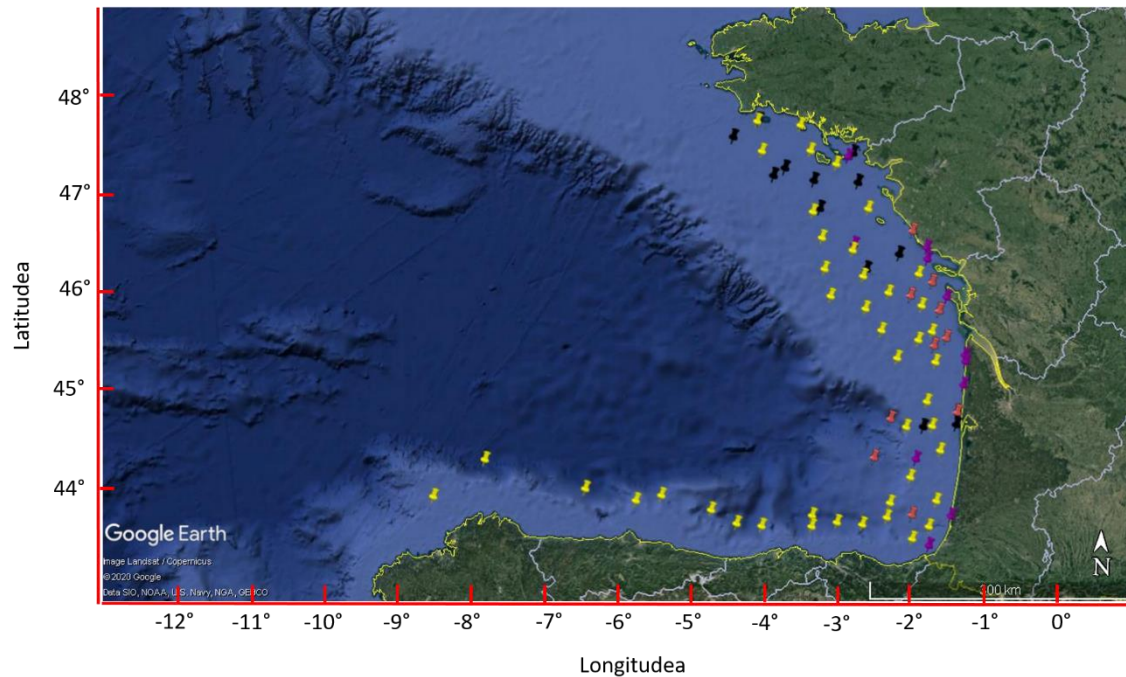 48°
47°
46°
45°
44°
Latitudea
Google Earth
Image Landsat / Copernicus
© 2020 Google
Data SIO, NOAA, U.S. Navy, NGA, GEBCO
N
300 km
-12° -11° -10° -9° -8° -7° -6° -5° -4° -3° -2° -1° 0°
Longitudea